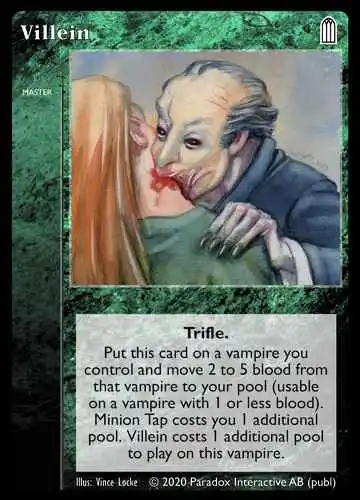 Villein
MASTER
Trifle.
Put this card on a vampire you
control and move 2 to 5 blood from
that vampire to your pool (usable
on a vampire with 1 or less blood).
Minion Tap costs you 1 additional
pool. Villein costs 1 additional pool
to play on this vampire.
Illus: Vince Locke © 2020 Paradox Interactive AB (publ)